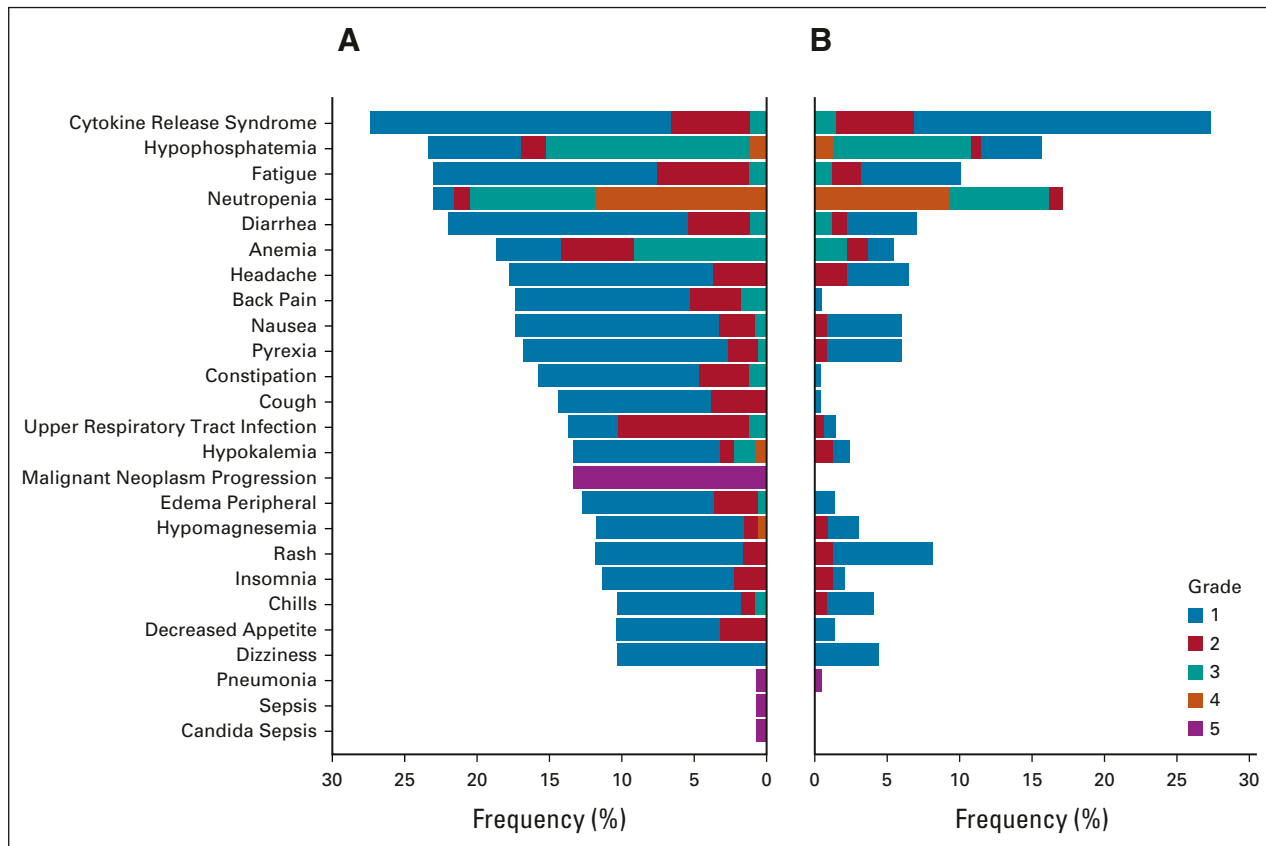 A
B
Cytokine Release Syndrome
Hypophosphatemia
Fatigue
Neutropenia
Diarrhea
Anemia
Headache
Back Pain
Nausea
Pyrexia
Constipation
Cough
Upper Respiratory Tract Infection
Hypokalemia
Malignant Neoplasm Progression
Edema Peripheral
Hypomagnesemia
Rash
Insomnia
Chills
Decreased Appetite
Dizziness
Pneumonia
Sepsis
Candida Sepsis
Grade
1
2
3
4
5
30 25 20 15 10 5 0
0 5 10 15 20 25 30
Frequency (%)
Frequency (%)